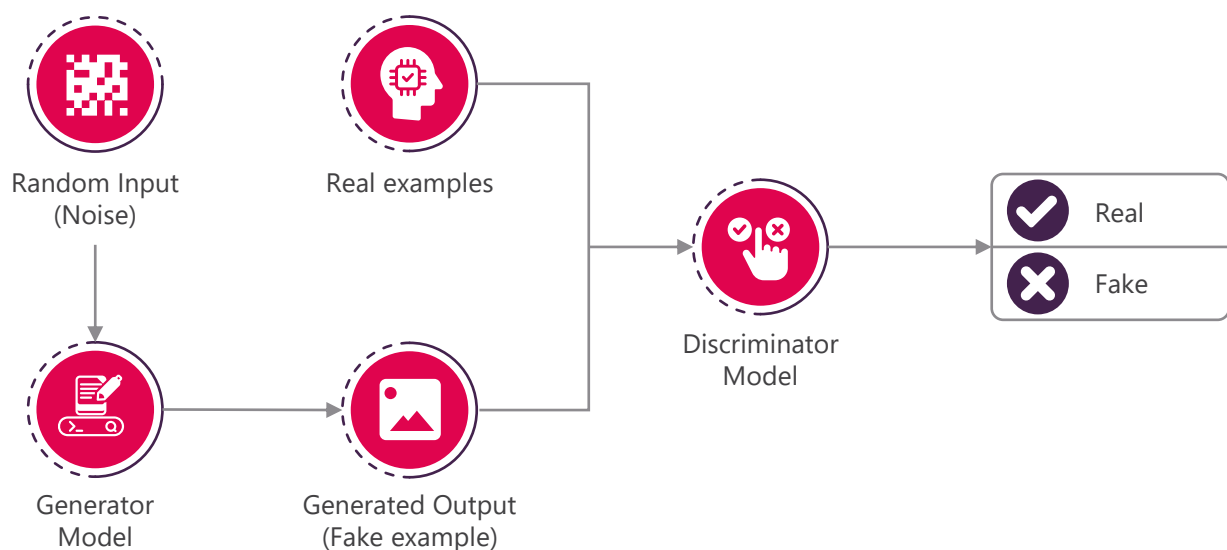 Random Input
(Noise)
Real examples
Real
Fake
Discriminator
Model
Generator
Model
Generated Output
(Fake example)